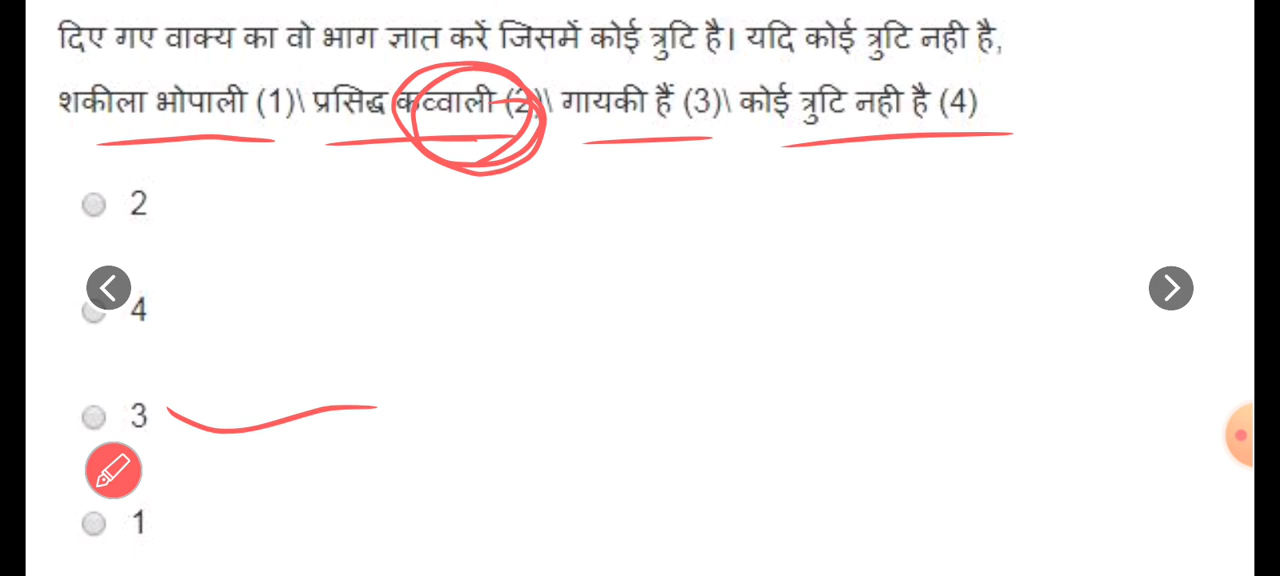 दिए गए वाक्य का वो भाग ज्ञात करें जिसमें कोई त्रुटि है। यदि कोई त्रुटि नही है,
शकीला भोपाली (1)\ प्रसिद्ध कव्वाली (2)\ गायकी हैं (3)\ कोई त्रुटि नही है (4)
2
4
3
1